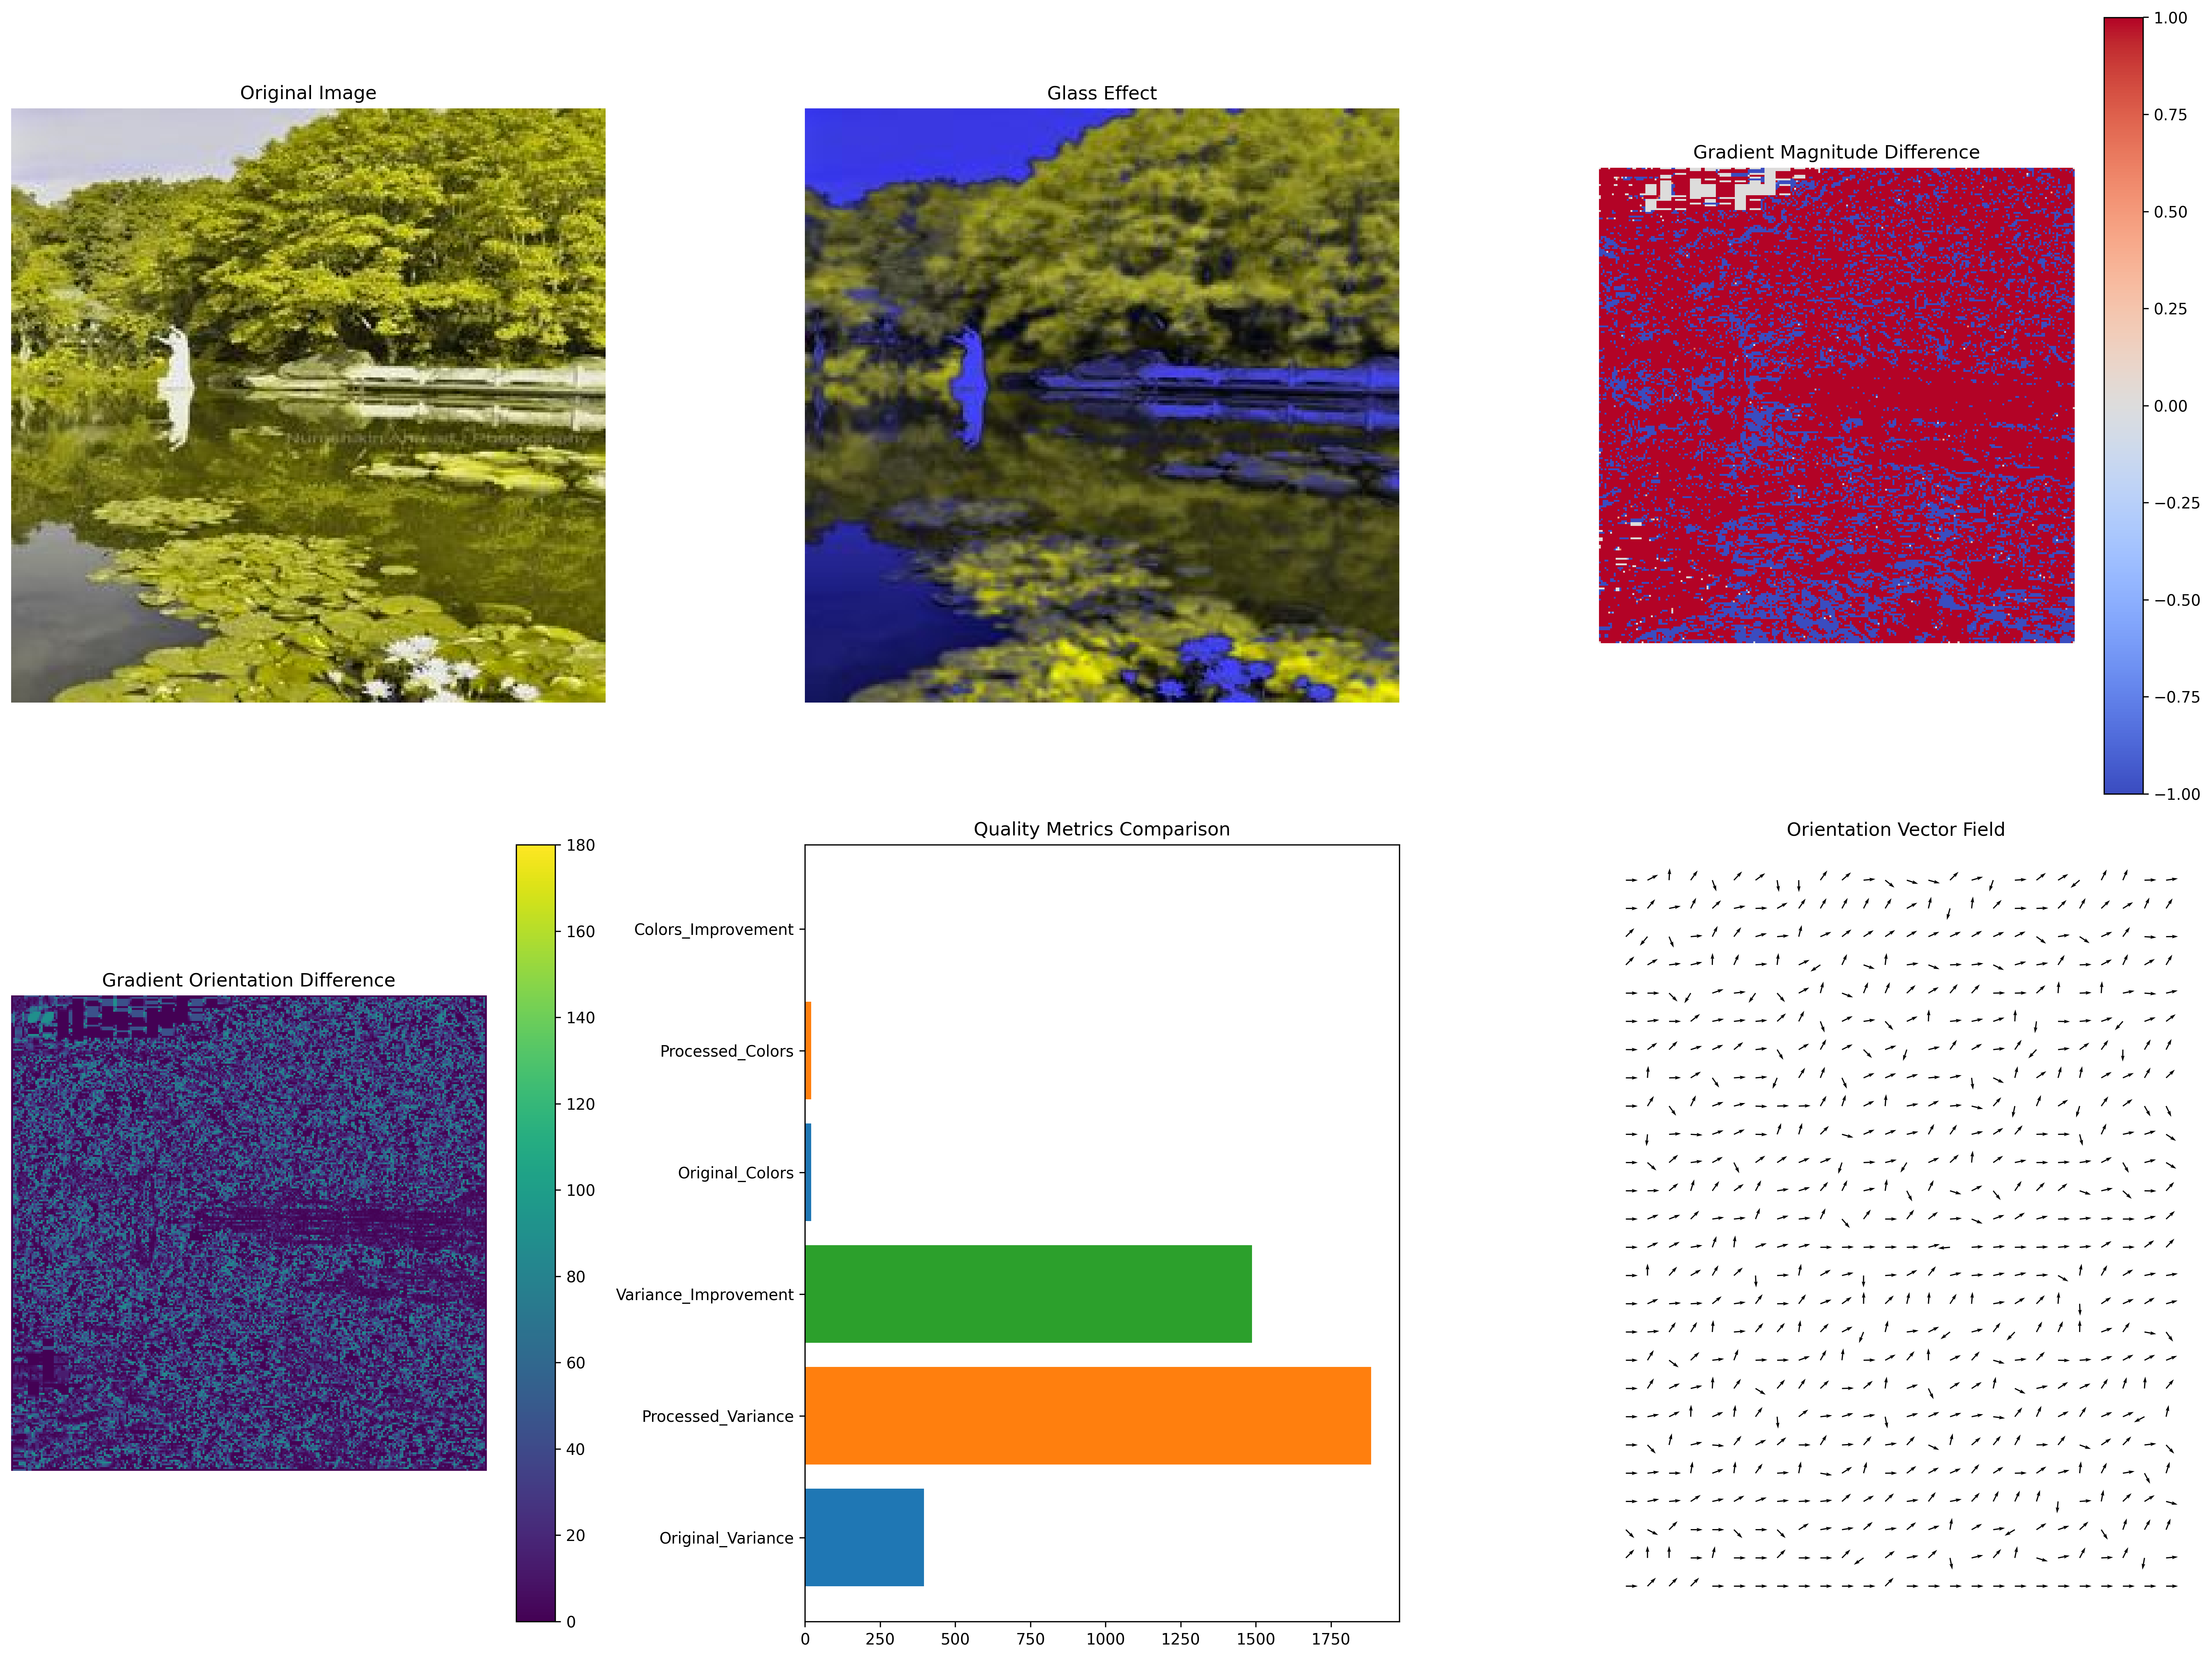 Original Image
Glass Effect
Gradient Magnitude Difference
1.00
0.75
0.50
0.25
0.00
−0.25
−0.50
−0.75
−1.00
Ahmad / Photography
Gradient Orientation Difference
180
160
140
120
100
80
60
40
20
0
Quality Metrics Comparison
Colors_Improvement
Processed_Colors
Original_Colors
Variance_Improvement
Processed_Variance
Original_Variance
0 250 500 750 1000 1250 1500 1750
Orientation Vector Field